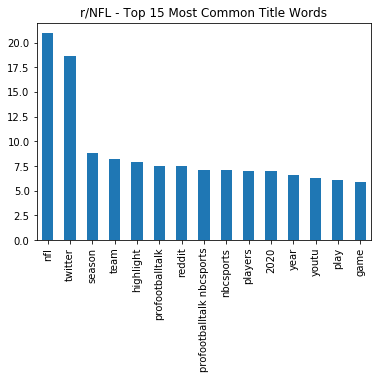 r/NFL - Top 15 Most Common Title Words
20.0
17.5
15.0
12.5
10.0
7.5
5.0
2.5
0.0
nfl
twitter
season
team
highlight
profootballtalk
reddit
profootballtalk nbcsports
nbcsports
players
2020
year
youtu
play
game